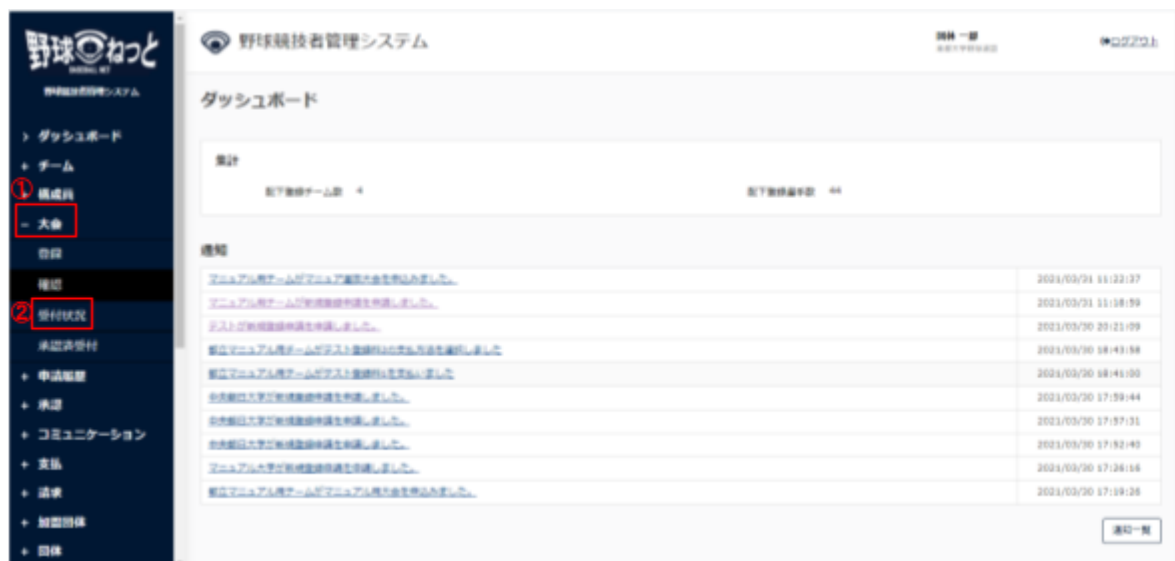 野球ねっと
BASEBALL NET
野球競技者管理システム
野球競技者管理システム
ログアウト
ダッシュボード
> ダッシュボード
+ チーム
①
+ 構成員
- 大会
登録
確認
②
受付状況
承認済受付
+ 申請履歴
+ 承認
+ コミュニケーション
+ 支払
+ 請求
+ 加盟団体
+ 団体
集計
配下登録チーム数 4
配下登録選手数 44
通知
マニュアル用チームがマニュア選抜大会を申込みました。 2021/03/31 11:22:37
マニュアル用チームが新規登録申請を申請しました。 2021/03/31 11:18:59
テストが新規登録申請を申請しました。 2021/03/30 20:21:09
都立マニュアル用チームがテスト登録料2の支払方法を選択しました 2021/03/30 18:43:58
都立マニュアル用チームがテスト登録料1を支払いました 2021/03/30 18:41:00
中央朝日大学が新規登録申請を申請しました。 2021/03/30 17:59:44
中央朝日大学が新規登録申請を申請しました。 2021/03/30 17:57:31
中央朝日大学が新規登録申請を申請しました。 2021/03/30 17:52:40
マニュアル大学が新規登録申請を申請しました。 2021/03/30 17:26:16
都立マニュアル用チームがマニュアル用大会を申込みました。 2021/03/30 17:19:26
通知一覧